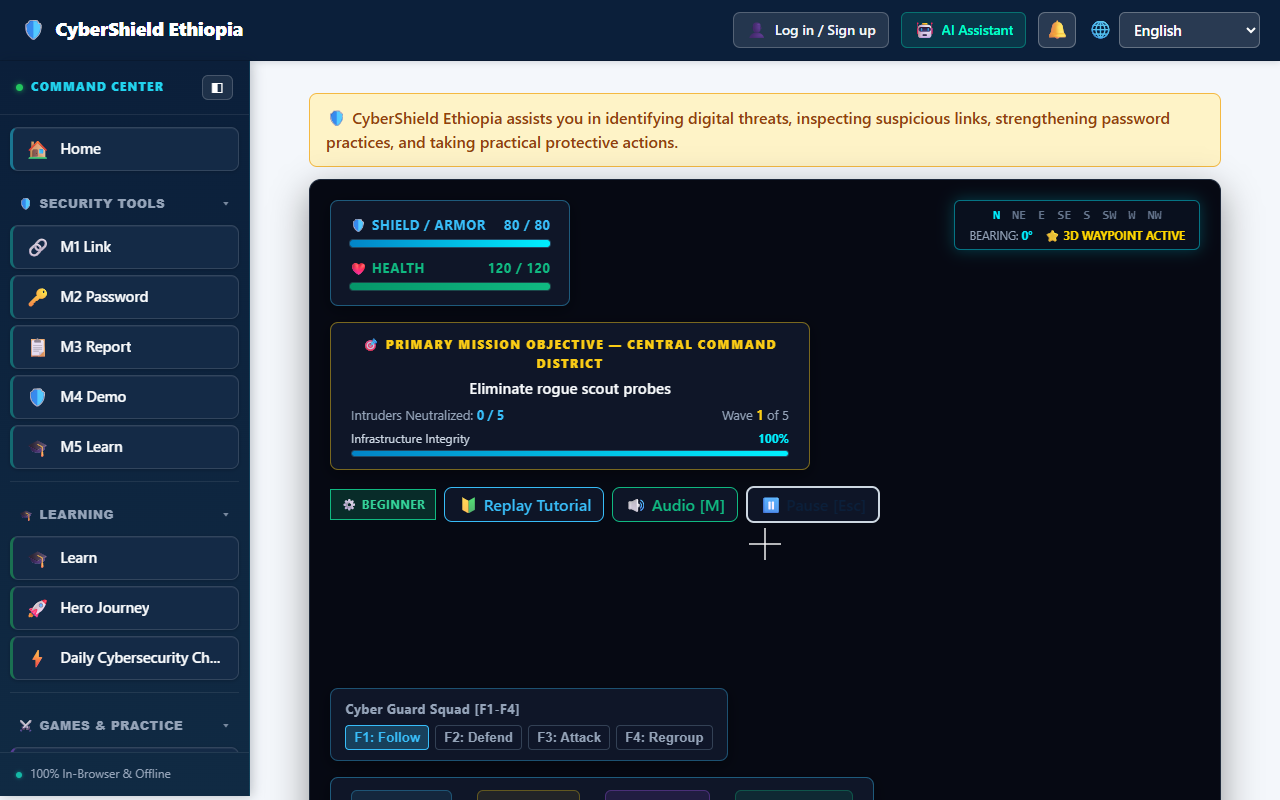 CyberShield Ethiopia
Log in / Sign up
AI Assistant
English
COMMAND CENTER
Home
SECURITY TOOLS
M1 Link
M2 Password
M3 Report
M4 Demo
M5 Learn
LEARNING
Learn
Hero Journey
Daily Cybersecurity Ch...
GAMES & PRACTICE
100% In-Browser & Offline
CyberShield Ethiopia assists you in identifying digital threats, inspecting suspicious links, strengthening password
practices, and taking practical protective actions.
SHIELD / ARMOR 80 / 80
HEALTH 120 / 120
N NE E SE S SW W NW
BEARING: 0° 3D WAYPOINT ACTIVE
PRIMARY MISSION OBJECTIVE — CENTRAL COMMAND
DISTRICT
Eliminate rogue scout probes
Intruders Neutralized: 0 / 5 Wave 1 of 5
Infrastructure Integrity 100%
BEGINNER Replay Tutorial Audio [M] Pause [Esc]
Cyber Guard Squad [F1-F4]
F1: Follow F2: Defend F3: Attack F4: Regroup